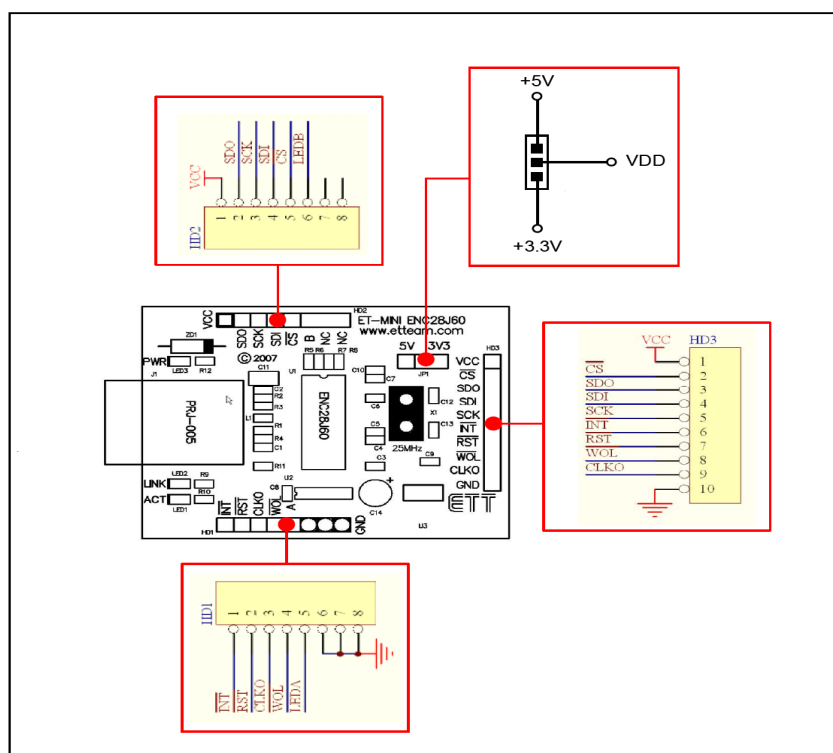 +5V
VDD
+3.3V
VCC
SDO
SCK
SDI
CS
LEDB
1 2 3 4 5 6 7 8
HD2
VCC
SDO
SCK
SDI
CS
B
NC
NC
HD2
ET-MINI ENC28J60
www.etteam.com
ZD1
© 2007
PWR
LED3
R12
J1
PRJ-005
C11
C2
R2
R3
L1
R1
R4
C1
R11
U1
R5 R6
R7 R8
ENC28J60
C10
C7
C6
C5
C4
C3
5V
3V3
JP1
C12
X1
C13
25MHz
C9
HD3
VCC
CS
SDO
SDI
SCK
INT
RST
WOL
CLKO
GND
LINK
LED2
R9
ACT
LED1
R10
C8
U2
+
C14
U3
ETT
HD1
INT
RST
CLKO
WOL
A
GND
VCC
HD3
CS 1
SDO 2
SDI 3
SCK 4
INT 5
RST 6
WOL 7
CLKO 8
9
10
HD1
1 2 3 4 5 6 7 8
INT
RST
CLKO
WOL
LEDA